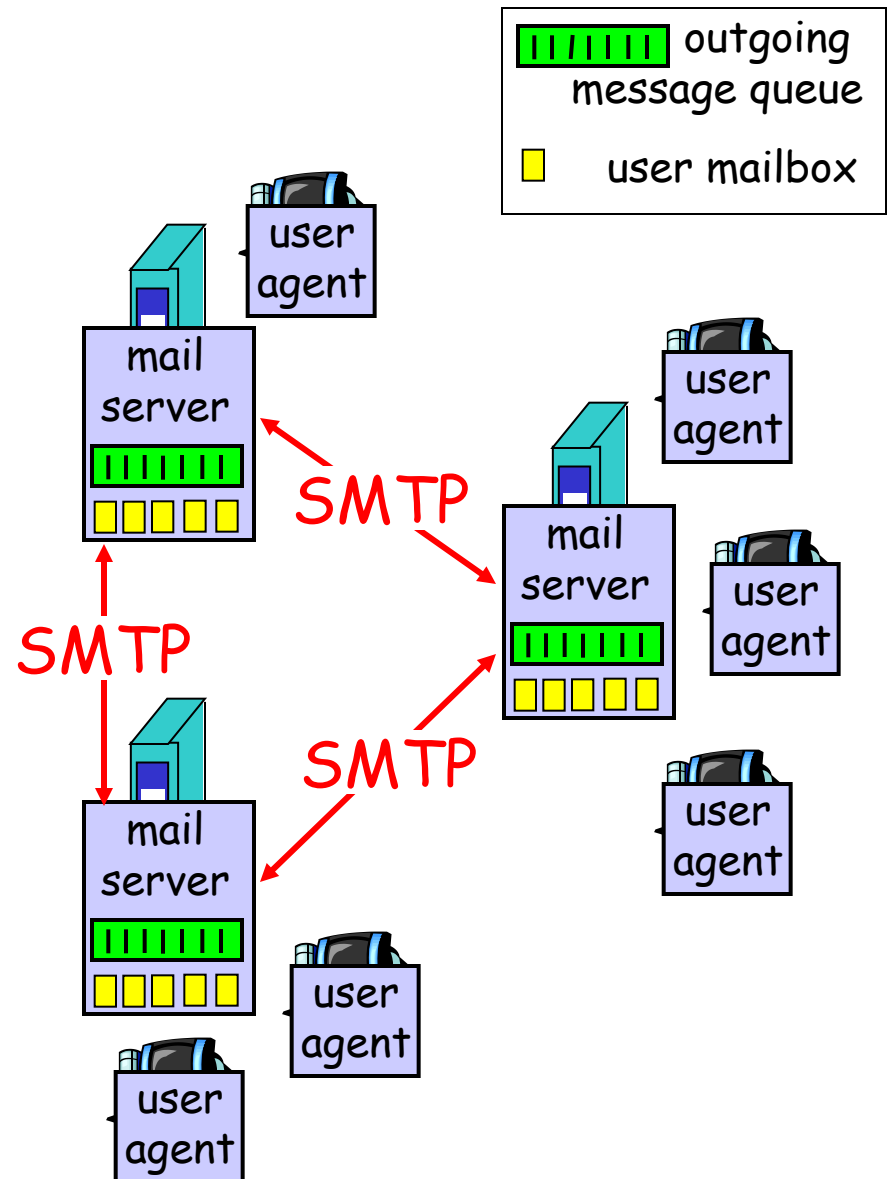 outgoing
message queue
user mailbox
user
agent
mail
server
user
agent
SMTP
mail
server
user
agent
SMTP
SMTP
user
agent
mail
server
user
agent
user
agent